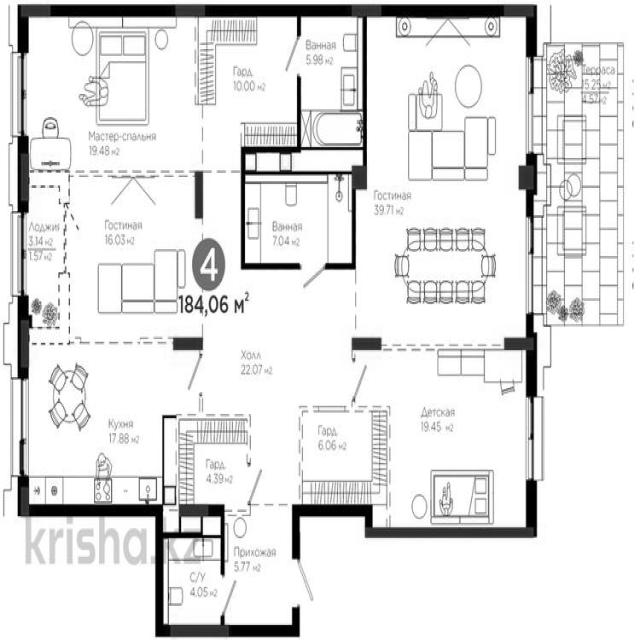 Ванная
5.98 м2
Гард.
10.00 м2
Терраса
15.25 м2
4.57 м2
Мастер-спальня
19.48 м2
Гостиная
39.71 м2
Лоджия
3.14 м2
1.57 м2
Гостиная
16.03 м2
Ванная
7.04 м2
4
184,06 м2
Холл
22.07 м2
Детская
19.45 м2
Кухня
17.88 м2
Гард.
6.06 м2
Гард.
4.39 м2
krisha.kz
Прихожая
5.77 м2
С/У
4.05 м2